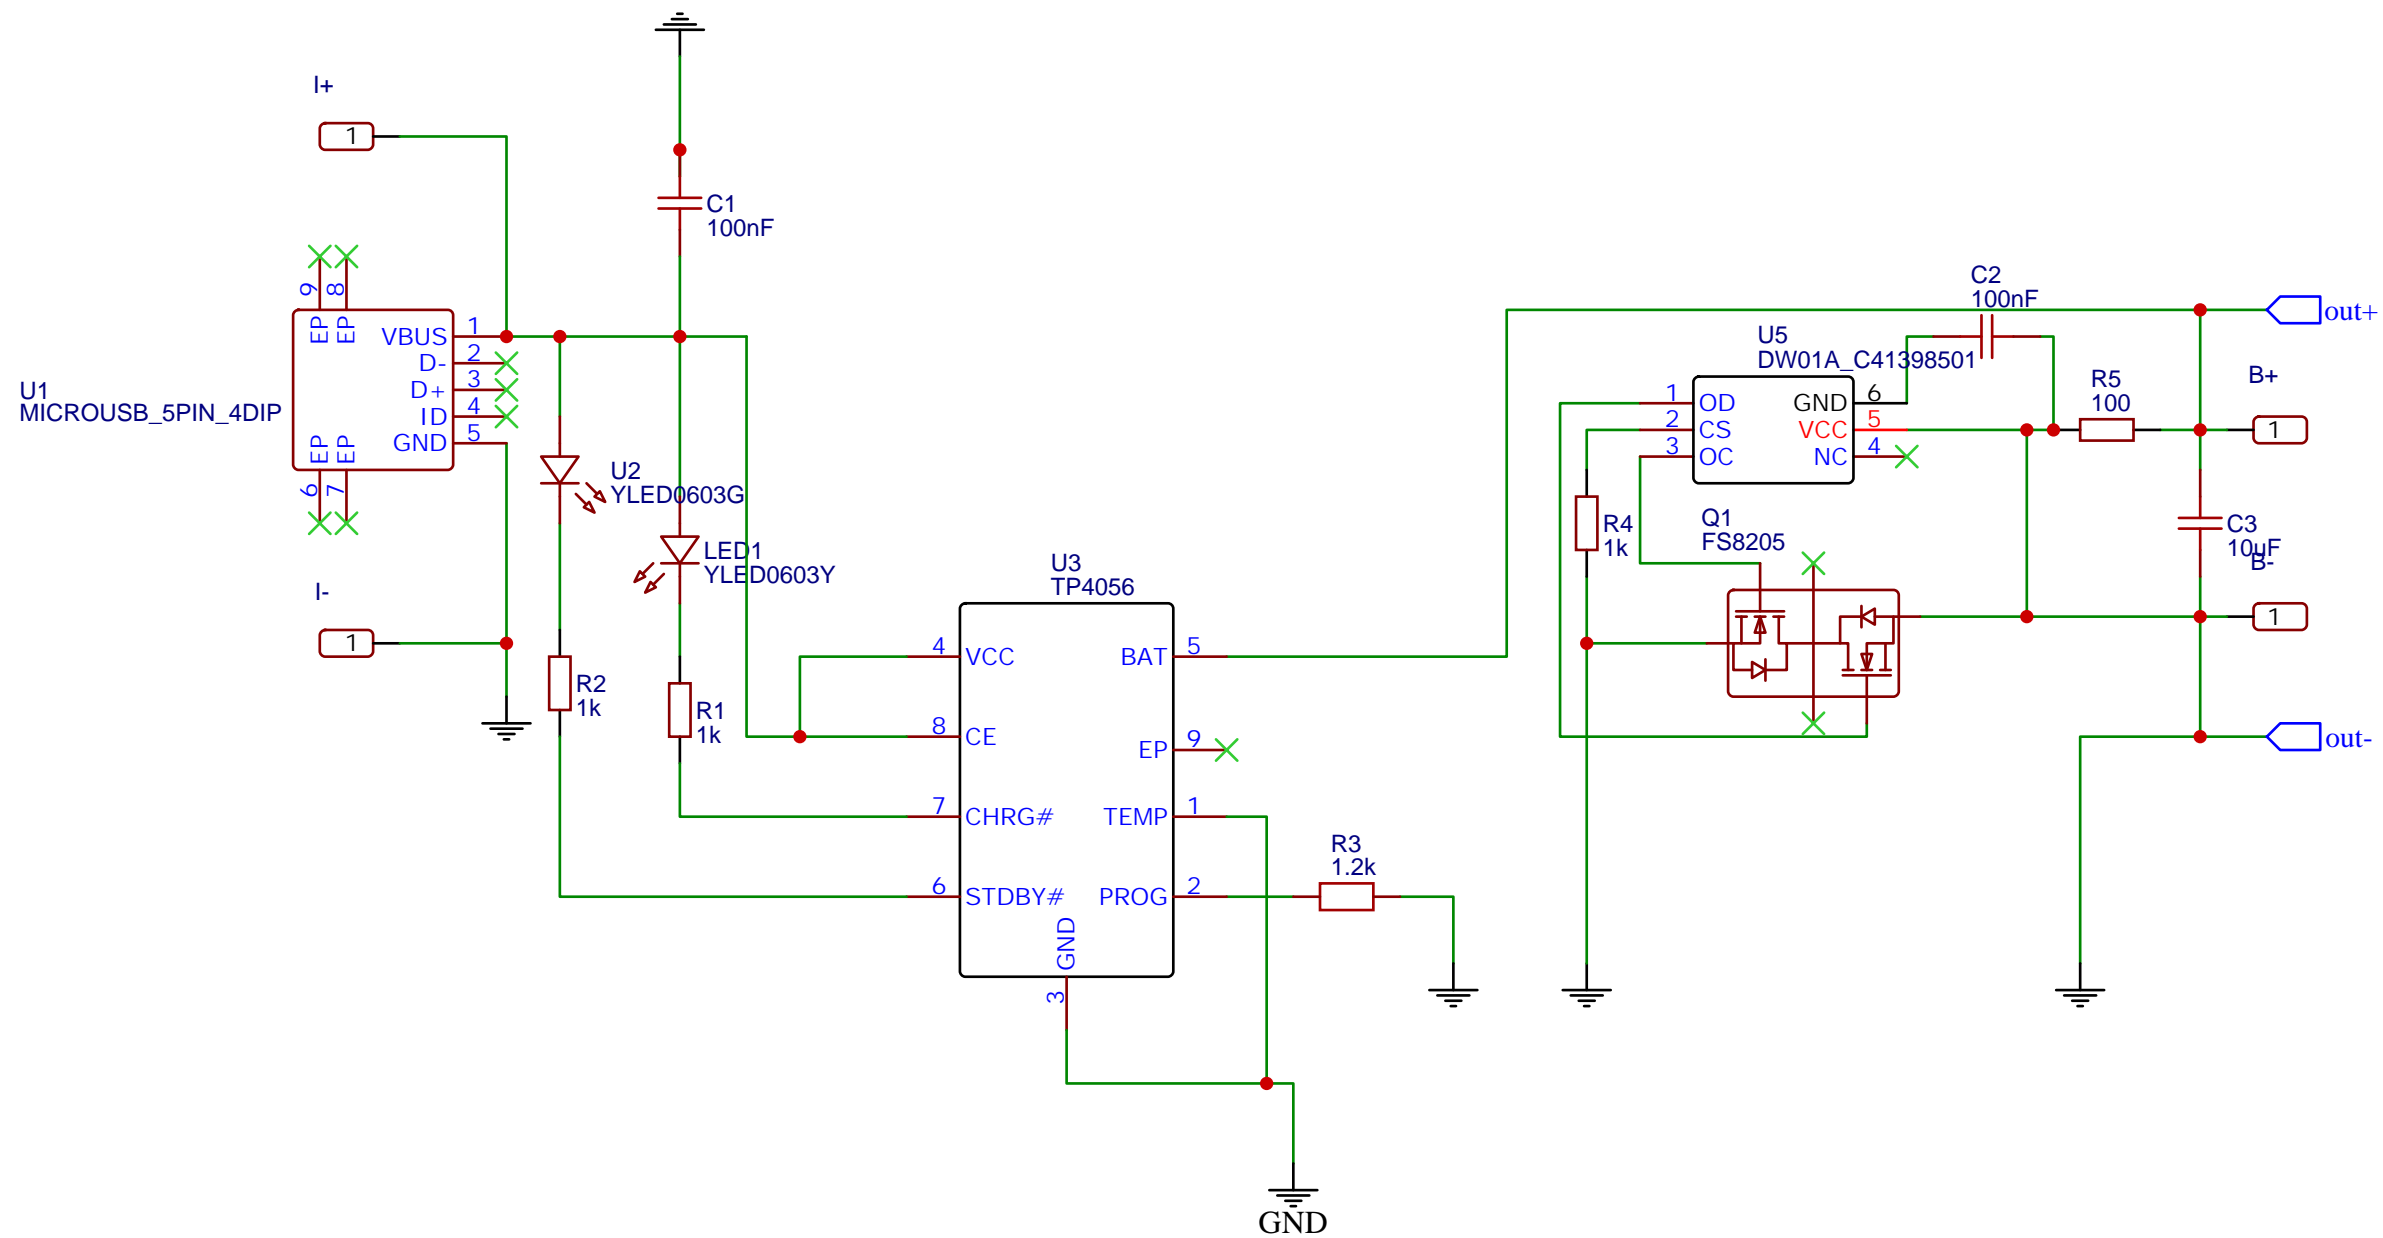 I+
1
C1
100nF
9
8
EP
EP
VBUS
1
D-
2
D+
3
ID
4
GND
5
EP
EP
6
7
U1
MICROUSB_5PIN_4DIP
I-
1
U2
YLED0603G
LED1
YLED0603Y
R2
1k
R1
1k
U3
TP4056
4
VCC
8
CE
7
CHRG#
6
STDBY#
BAT
5
EP
9
TEMP
1
PROG
2
GND
3
R3
1.2k
GND
C2
100nF
U5
DW01A_C41398501
1
OD
2
CS
3
OC
GND
6
VCC
5
NC
4
R4
1k
Q1
FS8205
R5
100
out+
B+
1
C3
10uF
B-
1
out-